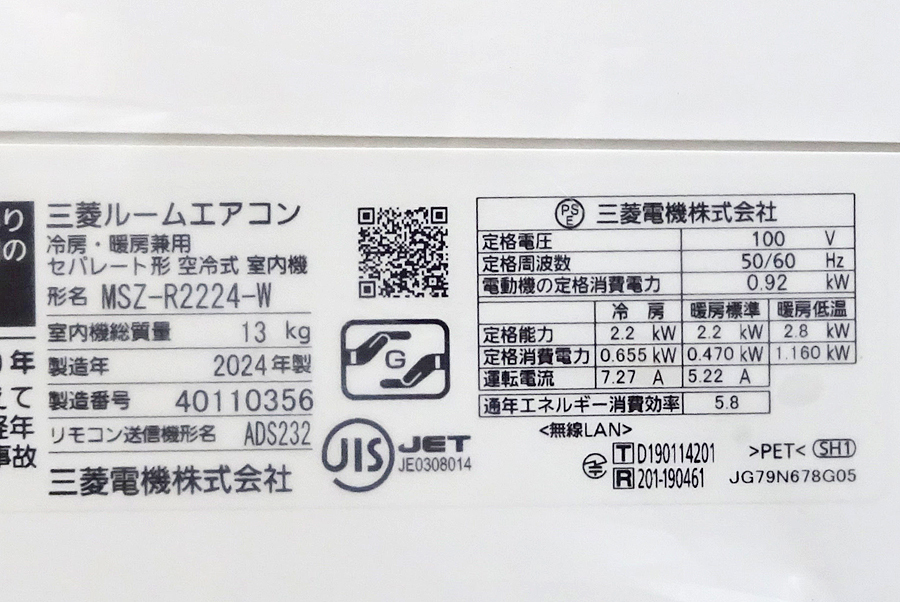 り
の
年
えて
経年
事故
三菱ルームエアコン
冷房・暖房兼用
セパレート形 空冷式 室内機
形名 MSZ-R2224-W
室内機総質量 13 kg
製造年 2024年製
製造番号 40110356
リモコン送信機形名 ADS232
三菱電機株式会社
G
JIS JET
JE0308014
PSE 三菱電機株式会社
定格電圧 100 V
定格周波数 50/60 Hz
電動機の定格消費電力 0.92 kW
冷 房 暖房標準 暖房低温
定格能力 2.2 kW 2.2 kW 2.8 kW
定格消費電力 0.655 kW 0.470 kW 1.160 kW
運転電流 7.27 A 5.22 A
通年エネルギー消費効率 5.8
<無線LAN>
T D190114201 >PET< SH1
R 201-190461 JG79N678G05